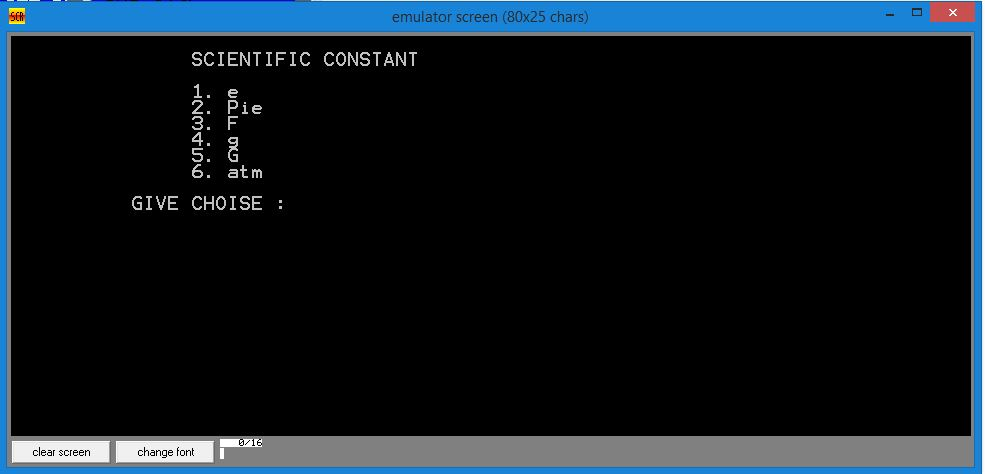 SCR
emulator screen (80x25 chars)
SCIENTIFIC CONSTANT
1. e
2. Pie
3. F
4. g
5. G
6. atm
GIVE CHOISE :
clear screen
change font
0/16